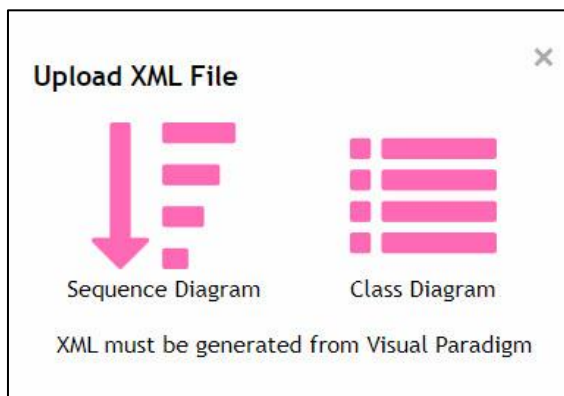 Upload XML File
Sequence Diagram
Class Diagram
XML must be generated from Visual Paradigm